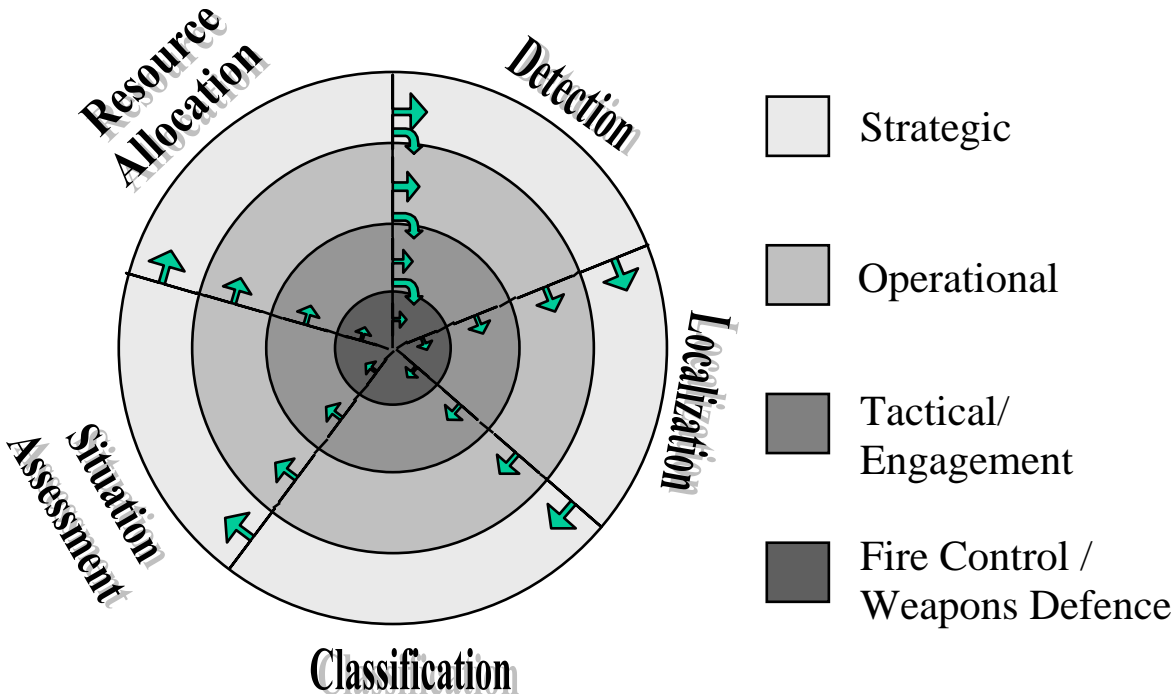 Resource
Allocation
Detection
Localization
Classification
Situation
Assessment
Strategic
Operational
Tactical/
Engagement
Fire Control /
Weapons Defence